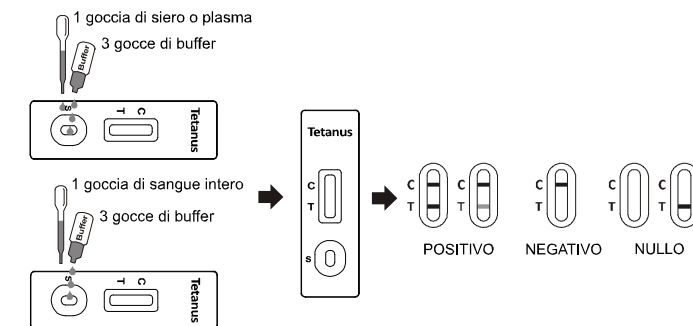 1 goccia di siero o plasma
3 gocce di buffer
Buffer
S
T C
Tetanus
1 goccia di sangue intero
3 gocce di buffer
Buffer
S
T C
Tetanus
Tetanus
C
T
S
C
T
C
T
POSITIVO
C
T
NEGATIVO
C
T
C
T
NULLO